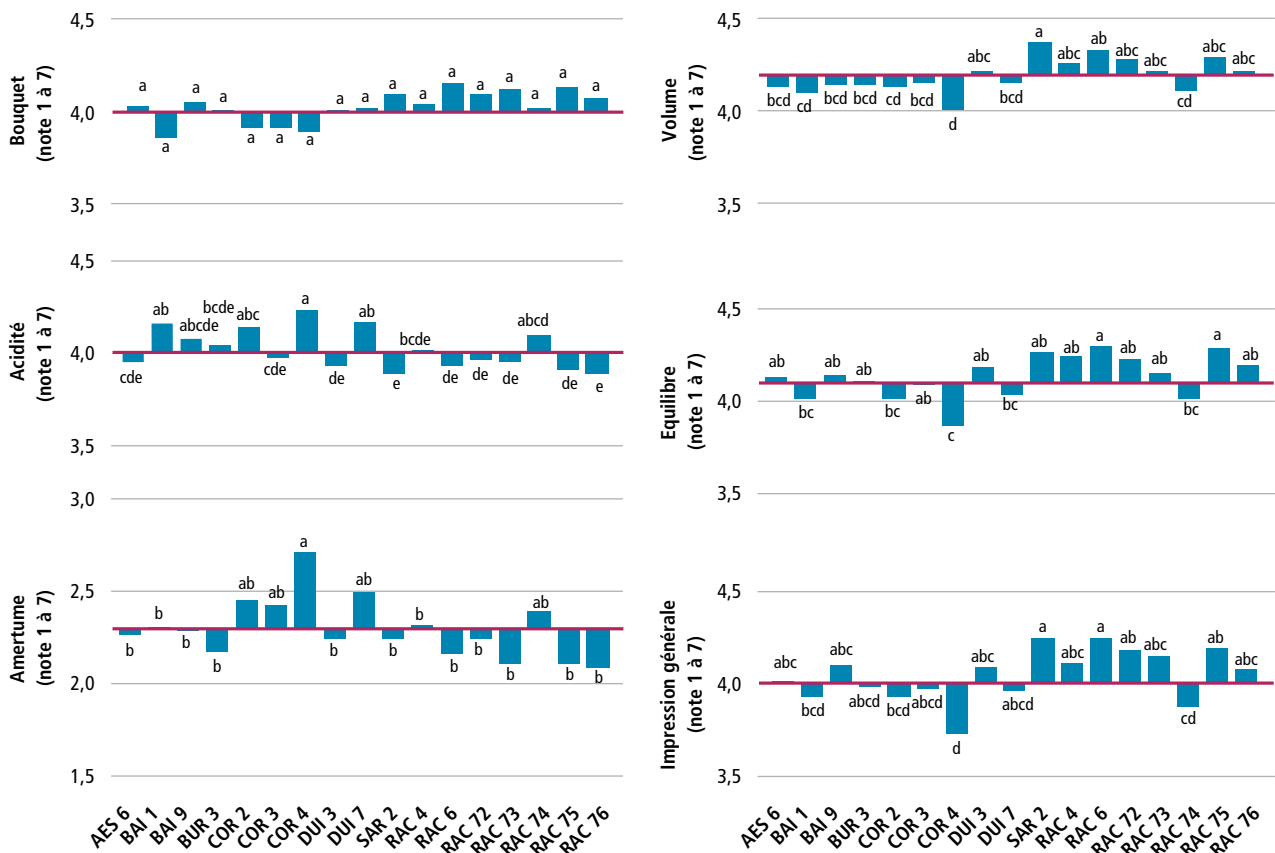 Bouquet
(note 1 à 7)
4,5
4,0
3,5
a a a a a a a a a a a a a a a a a
Acidité
(note 1 à 7)
4,5
4,0
3,5
cde ab abcde bcde abc cde a de ab e bcde de de de abcd de e
Amertume
(note 1 à 7)
3,0
2,5
2,0
1,5
b b b b ab ab a b ab b b b b b ab b b
AES 6
BAI 1
BAI 9
BUR 3
COR 2
COR 3
COR 4
DUI 3
DUI 7
SAR 2
RAC 4
RAC 6
RAC 72
RAC 73
RAC 74
RAC 75
RAC 76
Volume
(note 1 à 7)
4,5
4,0
3,5
bcd cd bcd bcd cd bcd d abc bcd a abc ab abc abc cd abc abc
Equilibre
(note 1 à 7)
4,5
4,0
3,5
ab bc ab ab bc ab c ab bc ab ab a ab ab bc a ab
Impression générale
(note 1 à 7)
4,5
4,0
3,5
abc bcd abc abcd bcd abcd d abc abcd a abc a ab abc cd ab abc
AES 6
BAI 1
BAI 9
BUR 3
COR 2
COR 3
COR 4
DUI 3
DUI 7
SAR 2
RAC 4
RAC 6
RAC 72
RAC 73
RAC 74
RAC 75
RAC 76